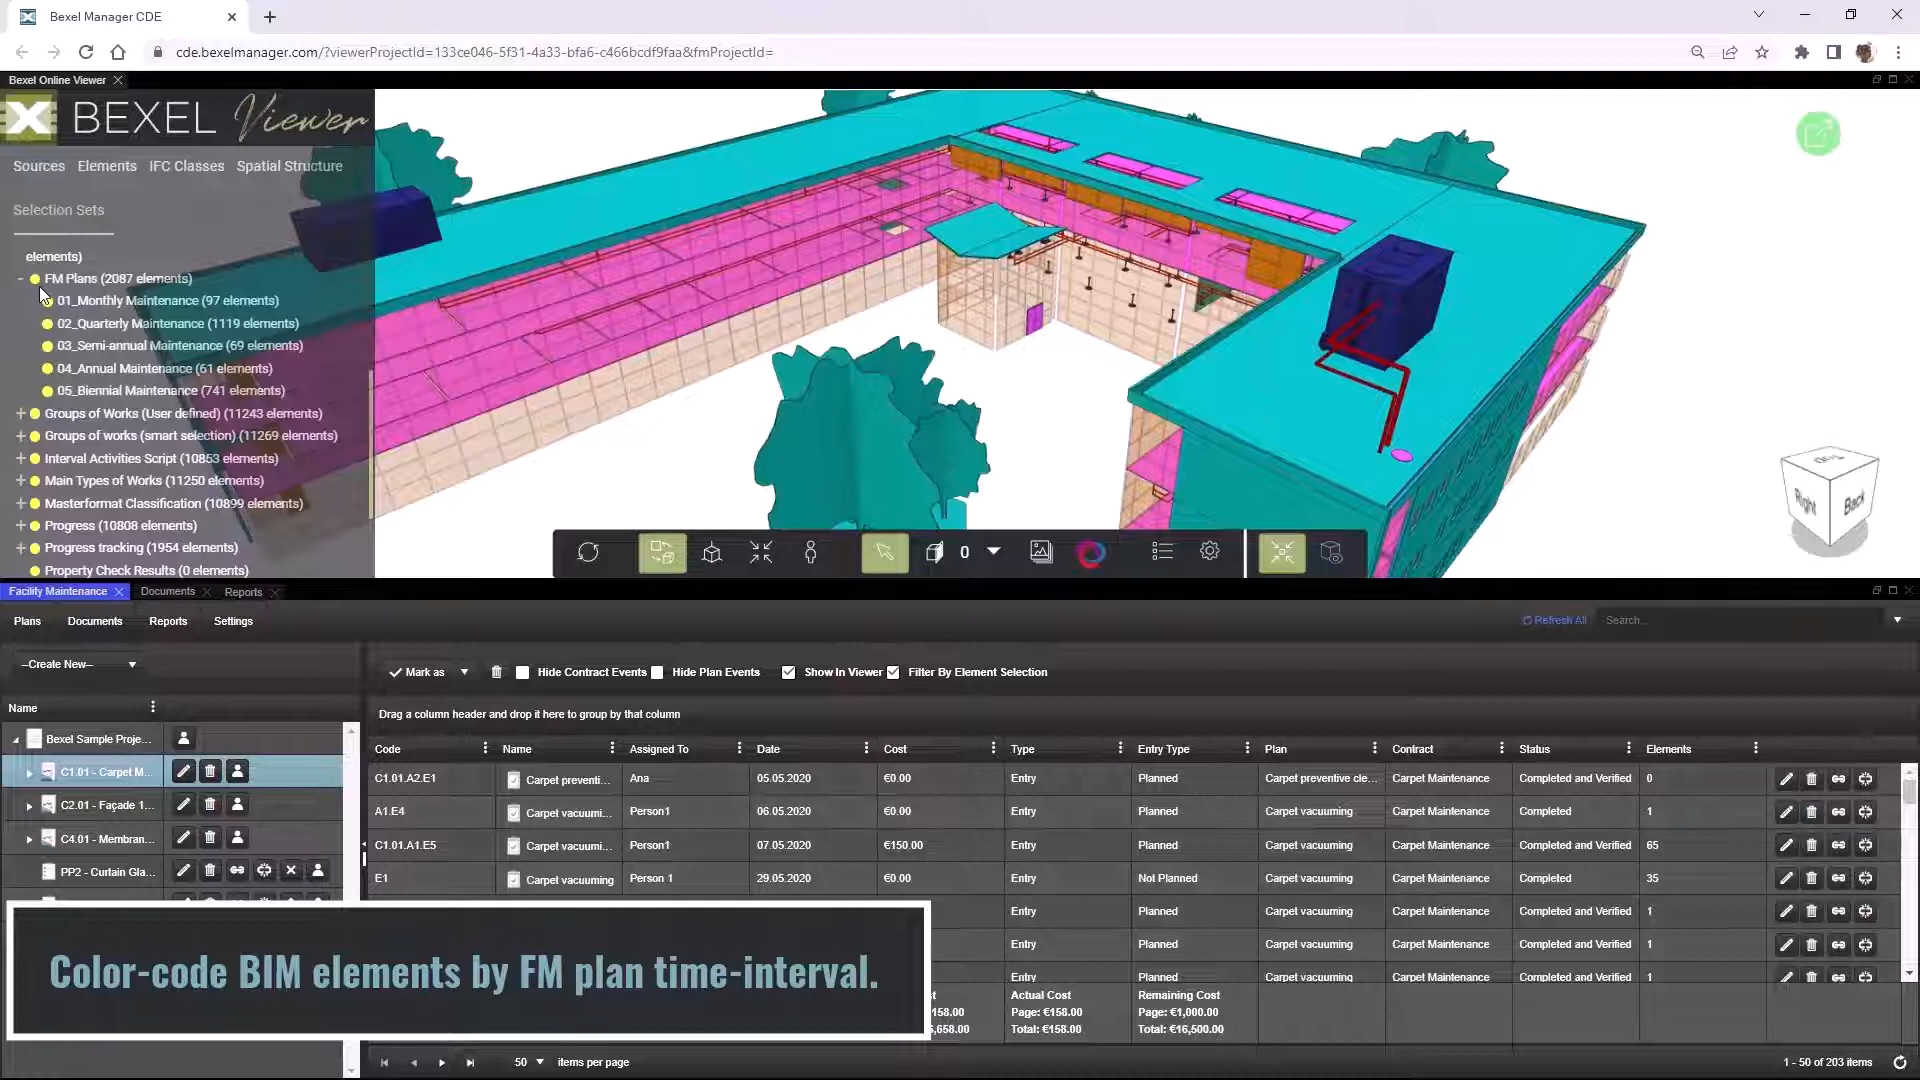 Bexel Manager CDE
cde.bexelmanager.com/?viewerProjectId=133ce046-5f31-4a33-bfa6-c466bcdf9faa&fmProjectId=
Bexel Online Viewer
BEXEL Viewer
Sources Elements IFC Classes Spatial Structure
Selection Sets
elements)
FM Plans (2087 elements)
01_Monthly Maintenance (97 elements)
02_Quarterly Maintenance (1119 elements)
03_Semi-annual Maintenance (69 elements)
04_Annual Maintenance (61 elements)
05_Biennial Maintenance (741 elements)
Groups of Works (User defined) (11243 elements)
Groups of works (smart selection) (11269 elements)
Interval Activities Script (10853 elements)
Main Types of Works (11250 elements)
Masterformat Classification (10899 elements)
Progress (10808 elements)
Progress tracking (1954 elements)
Property Check Results (0 elements)
Top
Right Back
0
Facility Maintenance Documents Reports
Plans Documents Reports Settings Refresh All Search...
--Create New-- Mark as Hide Contract Events Hide Plan Events Show In Viewer Filter By Element Selection
Name
Drag a column header and drop it here to group by that column
Bexel Sample Proje...
C1.01 - Carpet M...
C2.01 - Façade 1...
C4.01 - Membran...
PP2 - Curtain Gla...
Code Name Assigned To Date Cost Type Entry Type Plan Contract Status Elements
C1.01.A2.E1 Carpet preventi... Ana 05.05.2020 €0.00 Entry Planned Carpet preventive cle... Carpet Maintenance Completed and Verified 0
A1.E4 Carpet vacuumi... Person1 06.05.2020 €0.00 Entry Planned Carpet vacuuming Carpet Maintenance Completed 1
C1.01.A1.E5 Carpet vacuumi... Person1 07.05.2020 €150.00 Entry Planned Carpet vacuuming Carpet Maintenance Completed and Verified 65
E1 Carpet vacuuming Person 1 29.05.2020 €0.00 Entry Not Planned Carpet vacuuming Carpet Maintenance Completed 35
Entry Planned Carpet vacuuming Carpet Maintenance Completed and Verified 1
Entry Planned Carpet vacuuming Carpet Maintenance Completed and Verified 1
Entry Planned Carpet vacuuming Carpet Maintenance Completed and Verified 1
Color-code BIM elements by FM plan time-interval.
Actual Cost Remaining Cost
158.00 Page: €158.00 Page: €1,000.00
,658.00 Total: €158.00 Total: €16,500.00
50 items per page 1 - 50 of 203 items